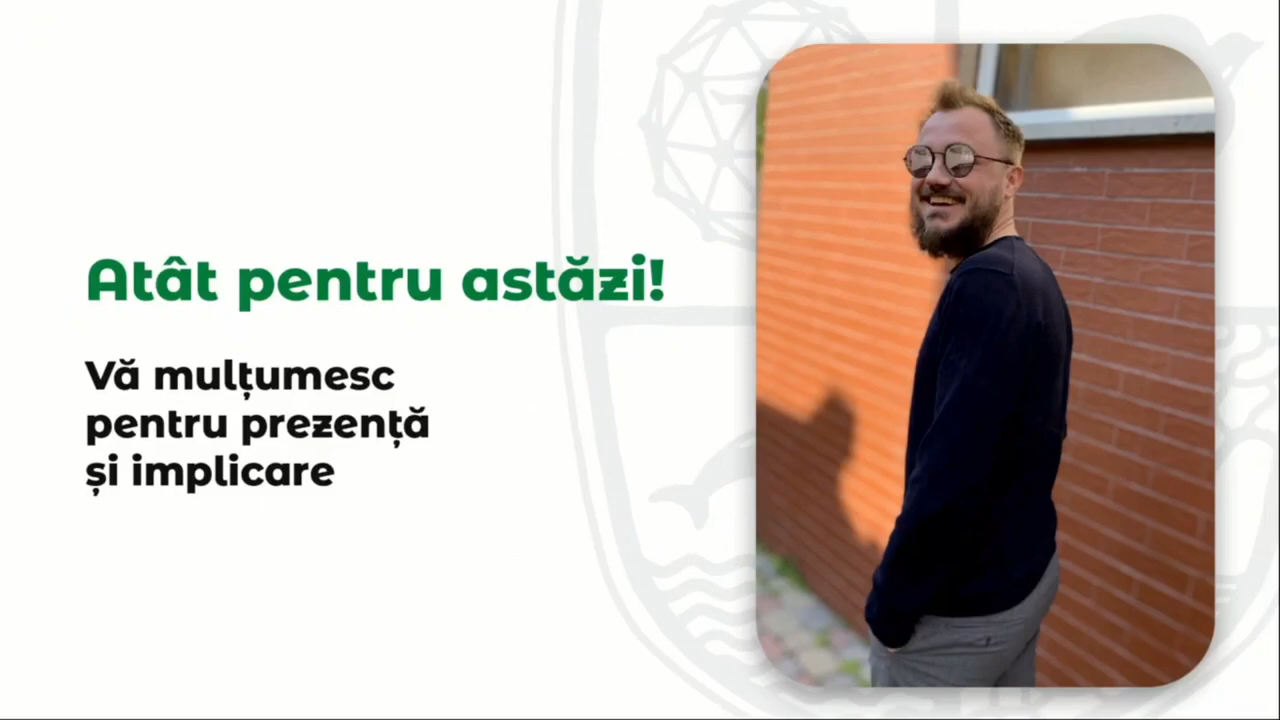 Atât pentru astăzi!
Vă mulțumesc
pentru prezență
și implicare